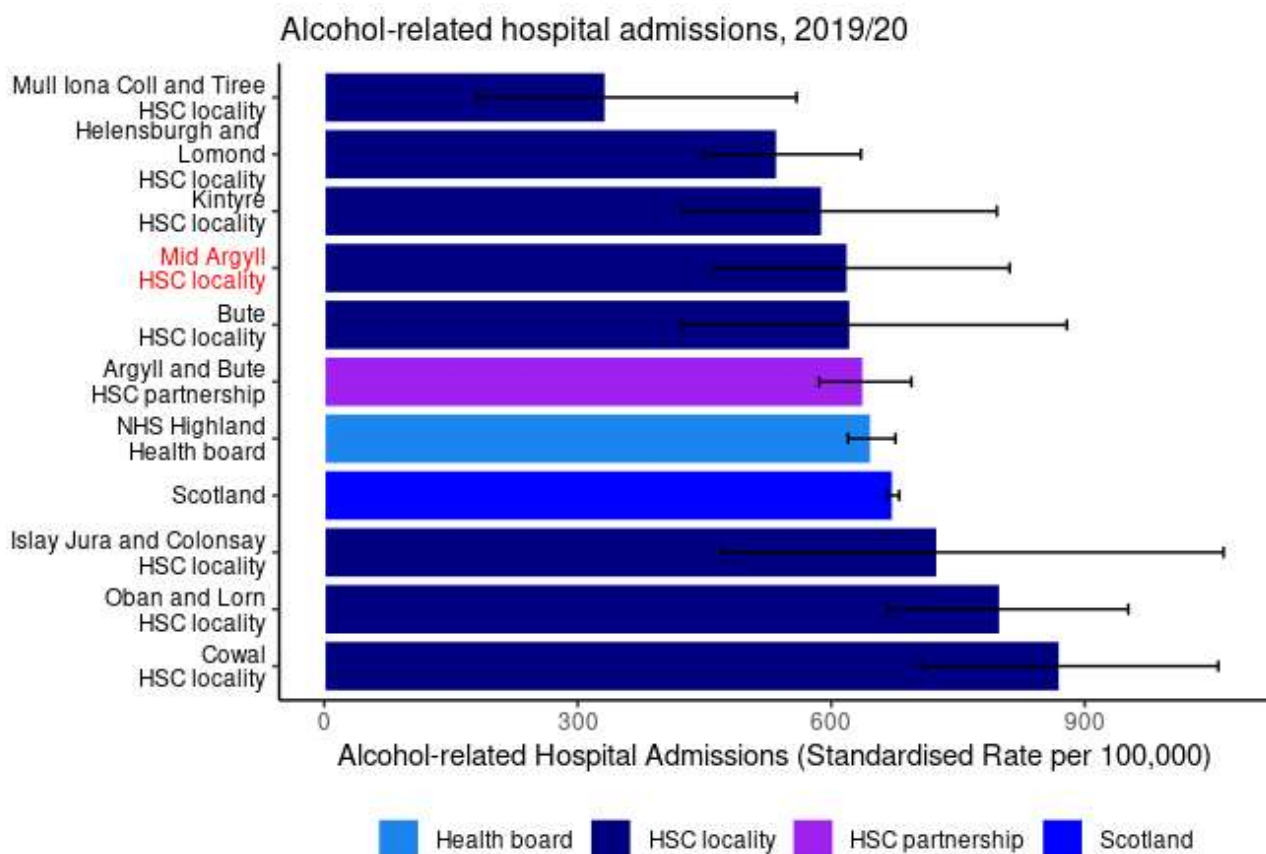 Alcohol-related hospital admissions, 2019/20
Mull Iona Coll and Tiree
HSC locality
Helensburgh and
Lomond
HSC locality
Kintyre
HSC locality
Mid Argyll
HSC locality
Bute
HSC locality
Argyll and Bute
HSC partnership
NHS Highland
Health board
Scotland
Islay Jura and Colonsay
HSC locality
Oban and Lorn
HSC locality
Cowal
HSC locality
0 300 600 900
Alcohol-related Hospital Admissions (Standardised Rate per 100,000)
Health board HSC locality HSC partnership Scotland